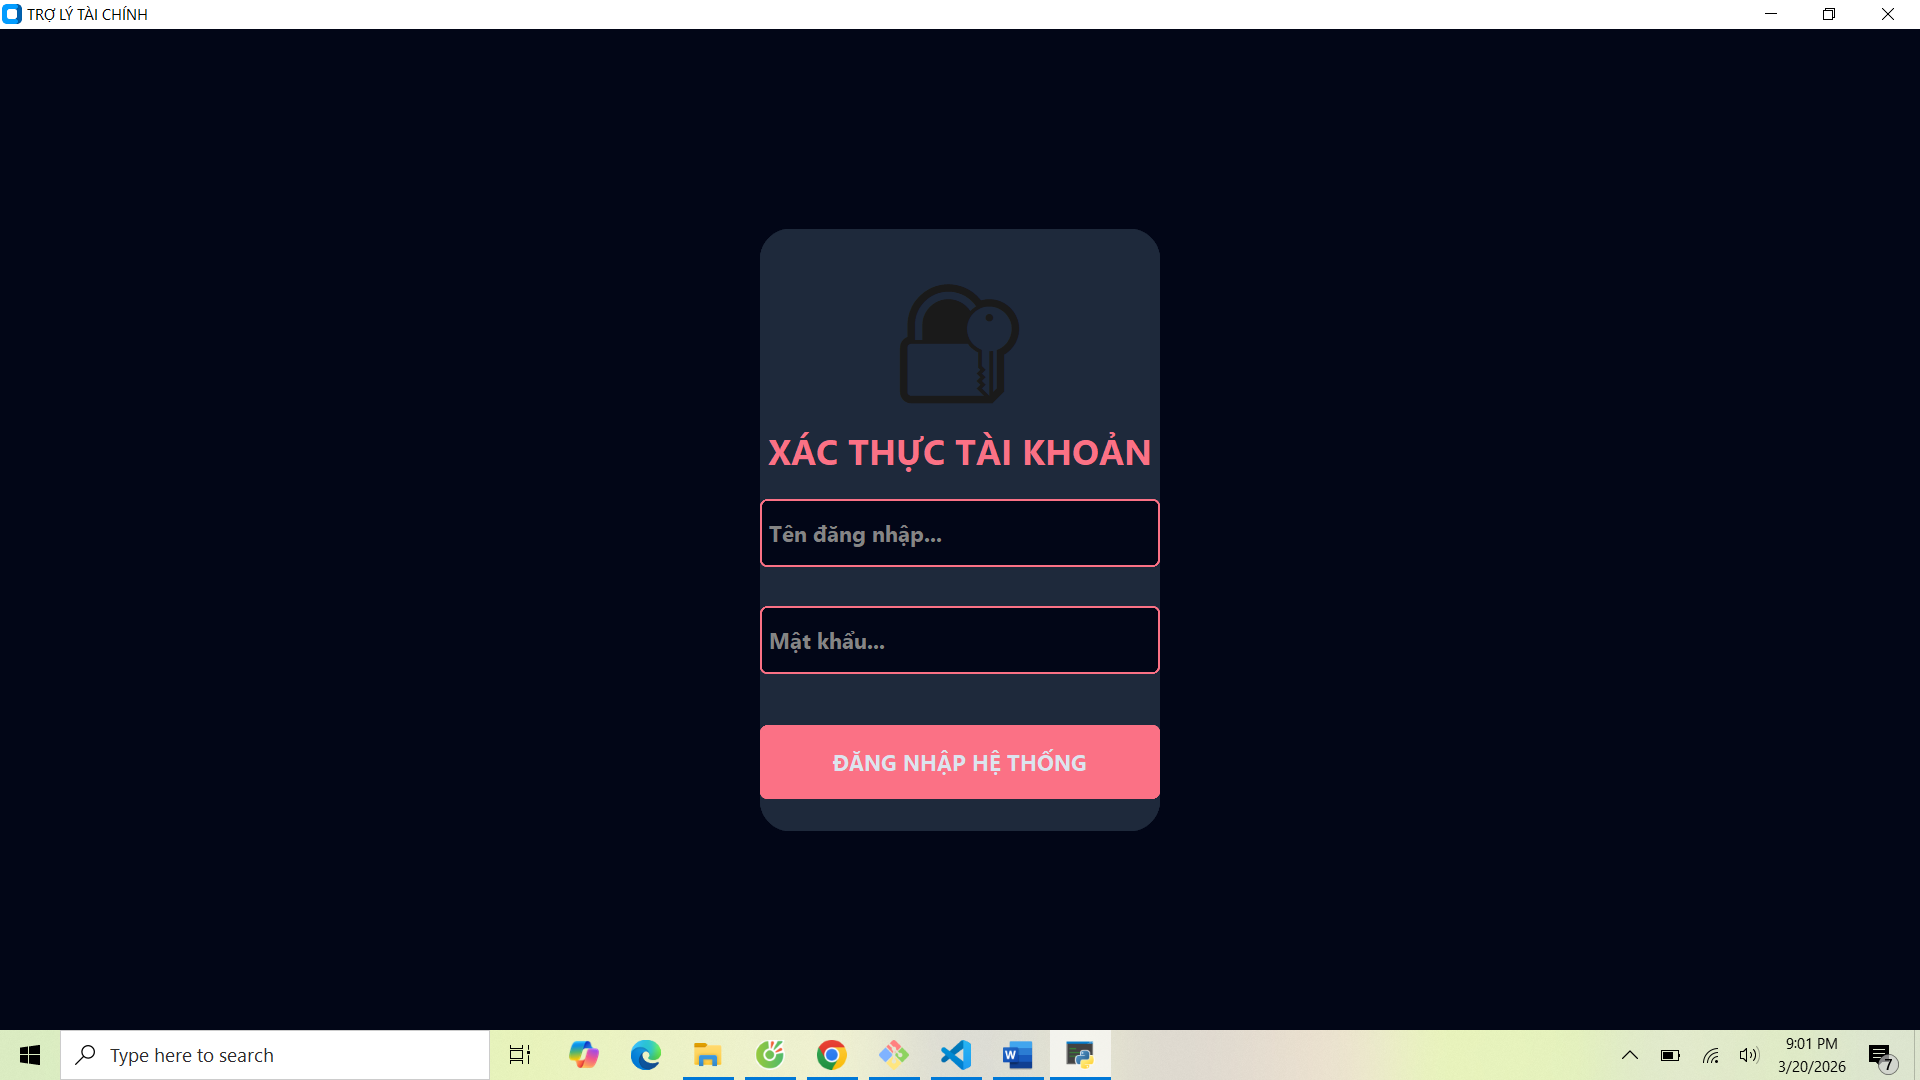 TRỢ LÝ TÀI CHÍNH
XÁC THỰC TÀI KHOẢN
Tên đăng nhập...
Mật khẩu...
ĐĂNG NHẬP HỆ THỐNG
Type here to search
W
9:01 PM
3/20/2026
7